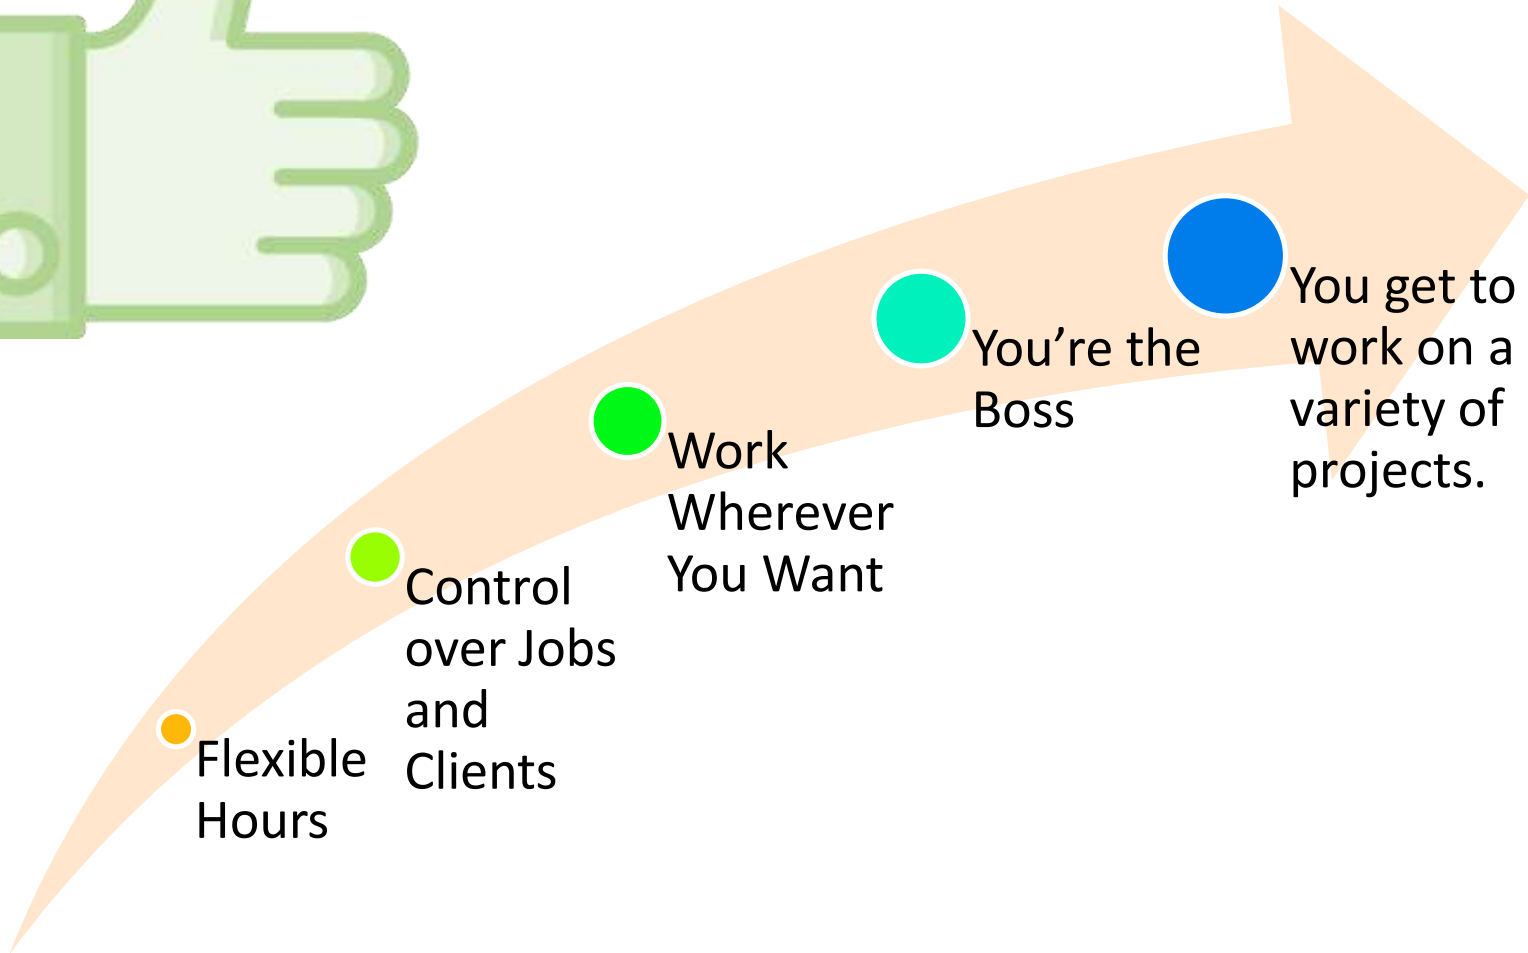 Flexible
Hours
Control
over Jobs
and
Clients
Work
Wherever
You Want
You’re the
Boss
You get to
work on a
variety of
projects.